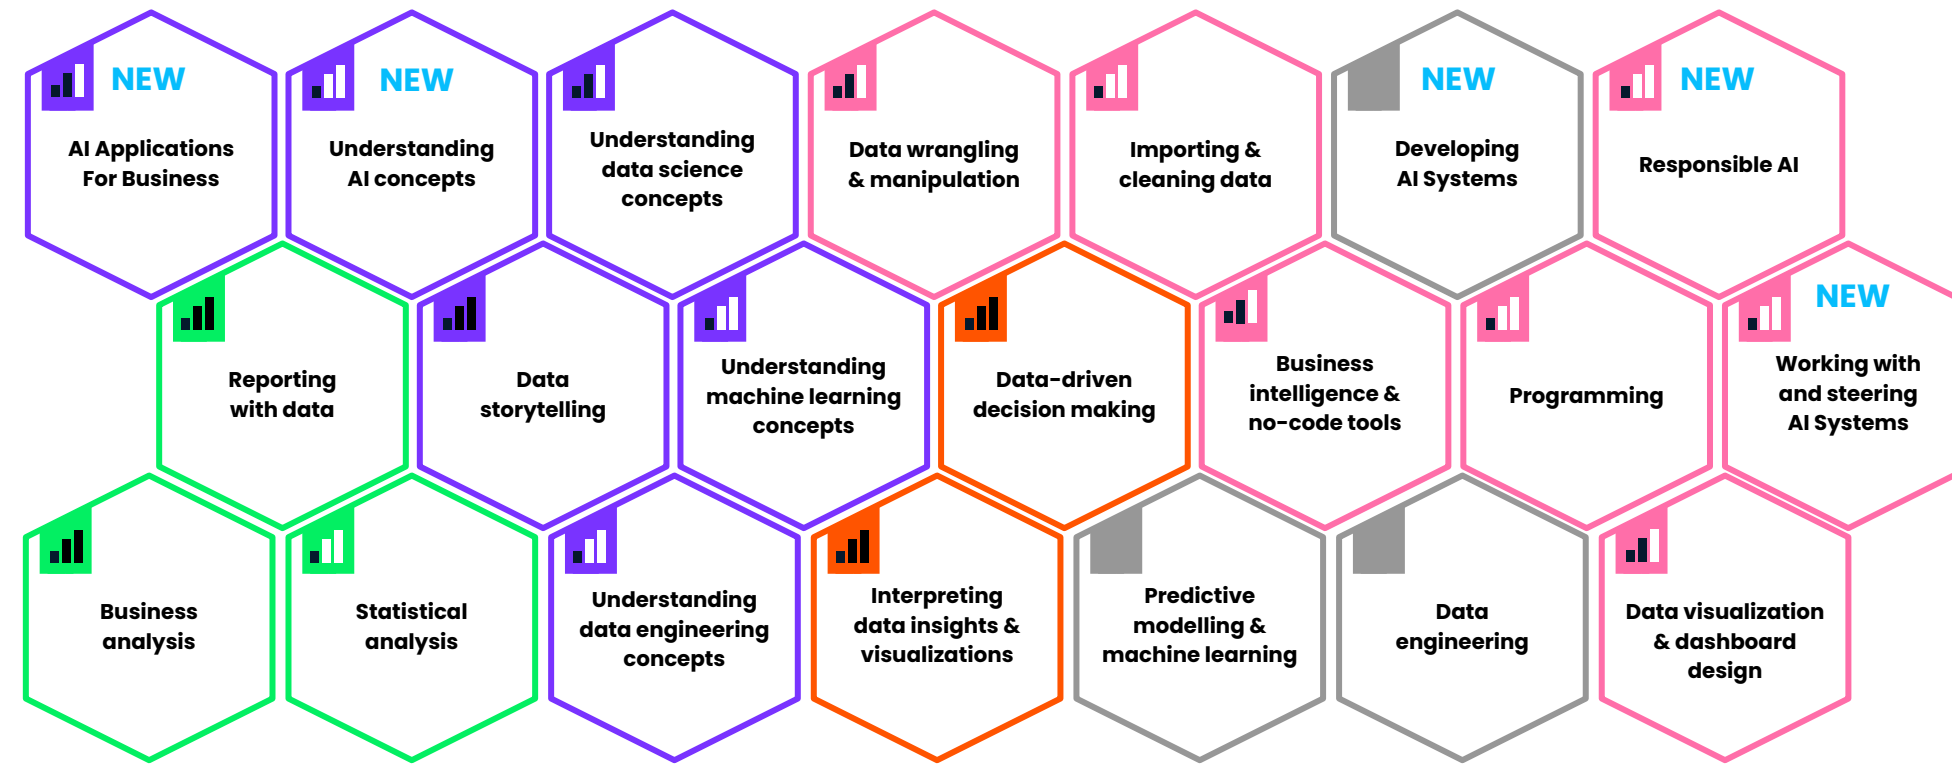 NEW
AI Applications
For Business
NEW
Understanding
AI concepts
Understanding
data science
concepts
Data wrangling
& manipulation
Importing &
cleaning data
NEW
Developing
AI Systems
NEW
Responsible AI
Reporting
with data
Data
storytelling
Understanding
machine learning
concepts
Data-driven
decision making
Business
intelligence &
no-code tools
Programming
NEW
Working with
and steering
AI Systems
Business
analysis
Statistical
analysis
Understanding
data engineering
concepts
Interpreting
data insights &
visualizations
Predictive
modelling &
machine learning
Data
engineering
Data visualization
& dashboard
design